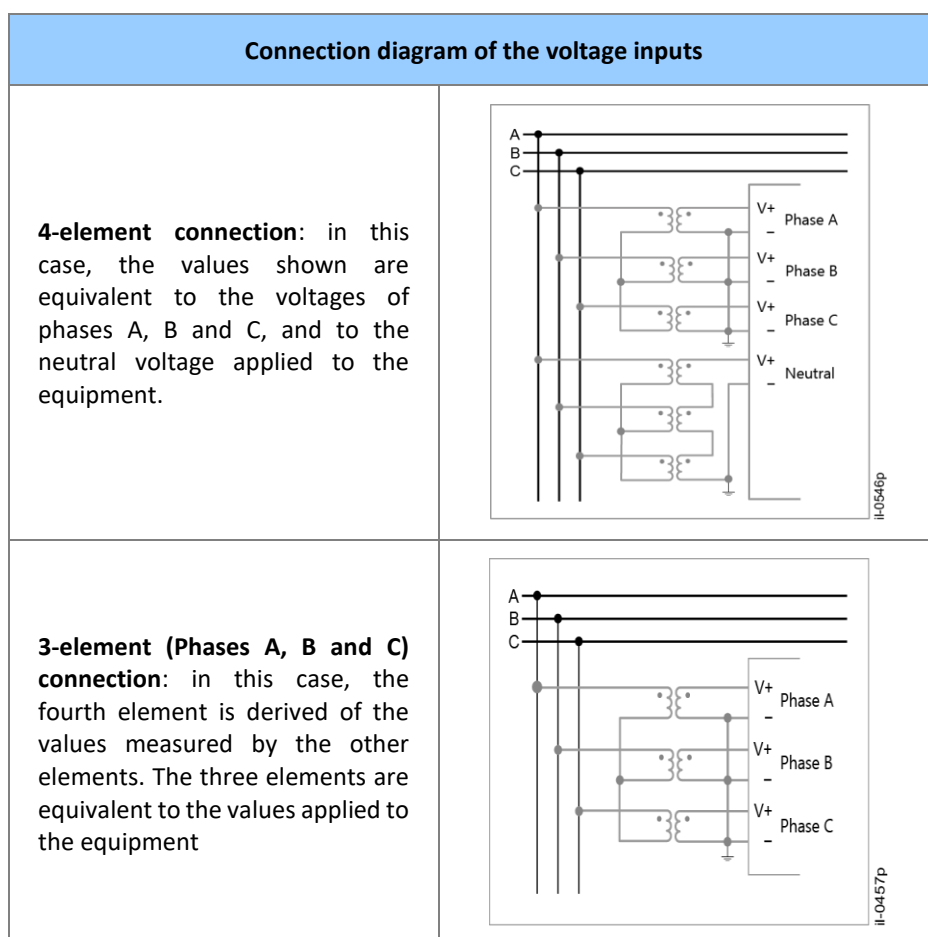 Connection diagram of the voltage inputs
4-element connection: in this
case, the values shown are
equivalent to the voltages of
phases A, B and C, and to the
neutral voltage applied to the
equipment.
A
B
C
V+
Phase A
–
V+
Phase B
–
V+
Phase C
–
V+
Neutral
–
il-0546p
3-element (Phases A, B and C)
connection: in this case, the
fourth element is derived of the
values measured by the other
elements. The three elements are
equivalent to the values applied to
the equipment
A
B
C
V+
Phase A
–
V+
Phase B
–
V+
Phase C
–
il-0457p